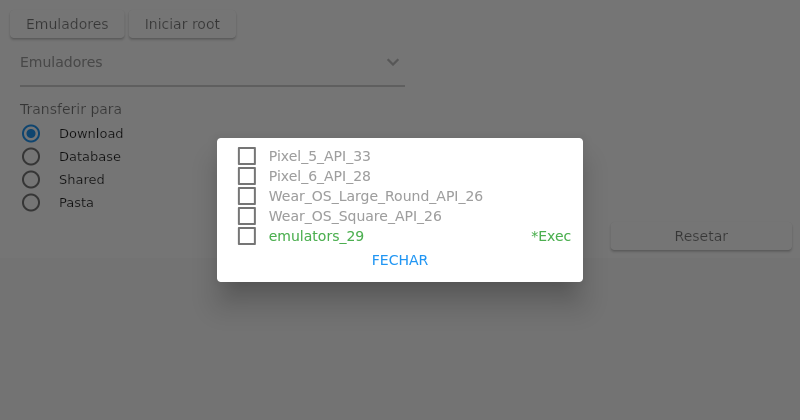 Emuladores Iniciar root
Emuladores
Transferir para
Download
Database
Shared
Pasta
Resetar
Pixel_5_API_33
Pixel_6_API_28
Wear_OS_Large_Round_API_26
Wear_OS_Square_API_26
emulators_29 *Exec
FECHAR